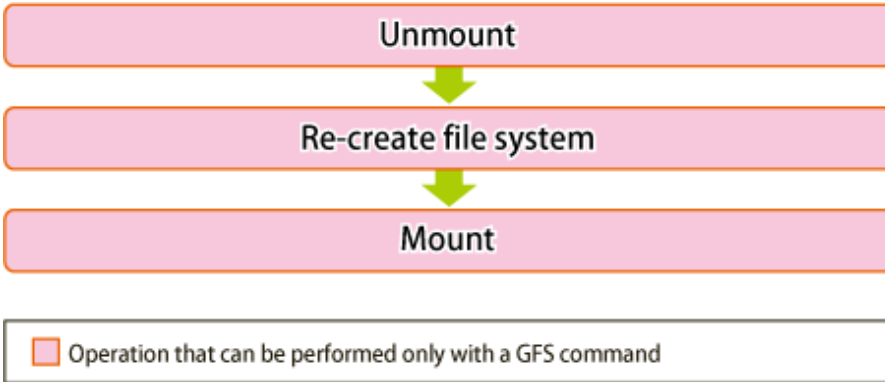 Unmount
Re-create file system
Mount
Operation that can be performed only with a GFS command